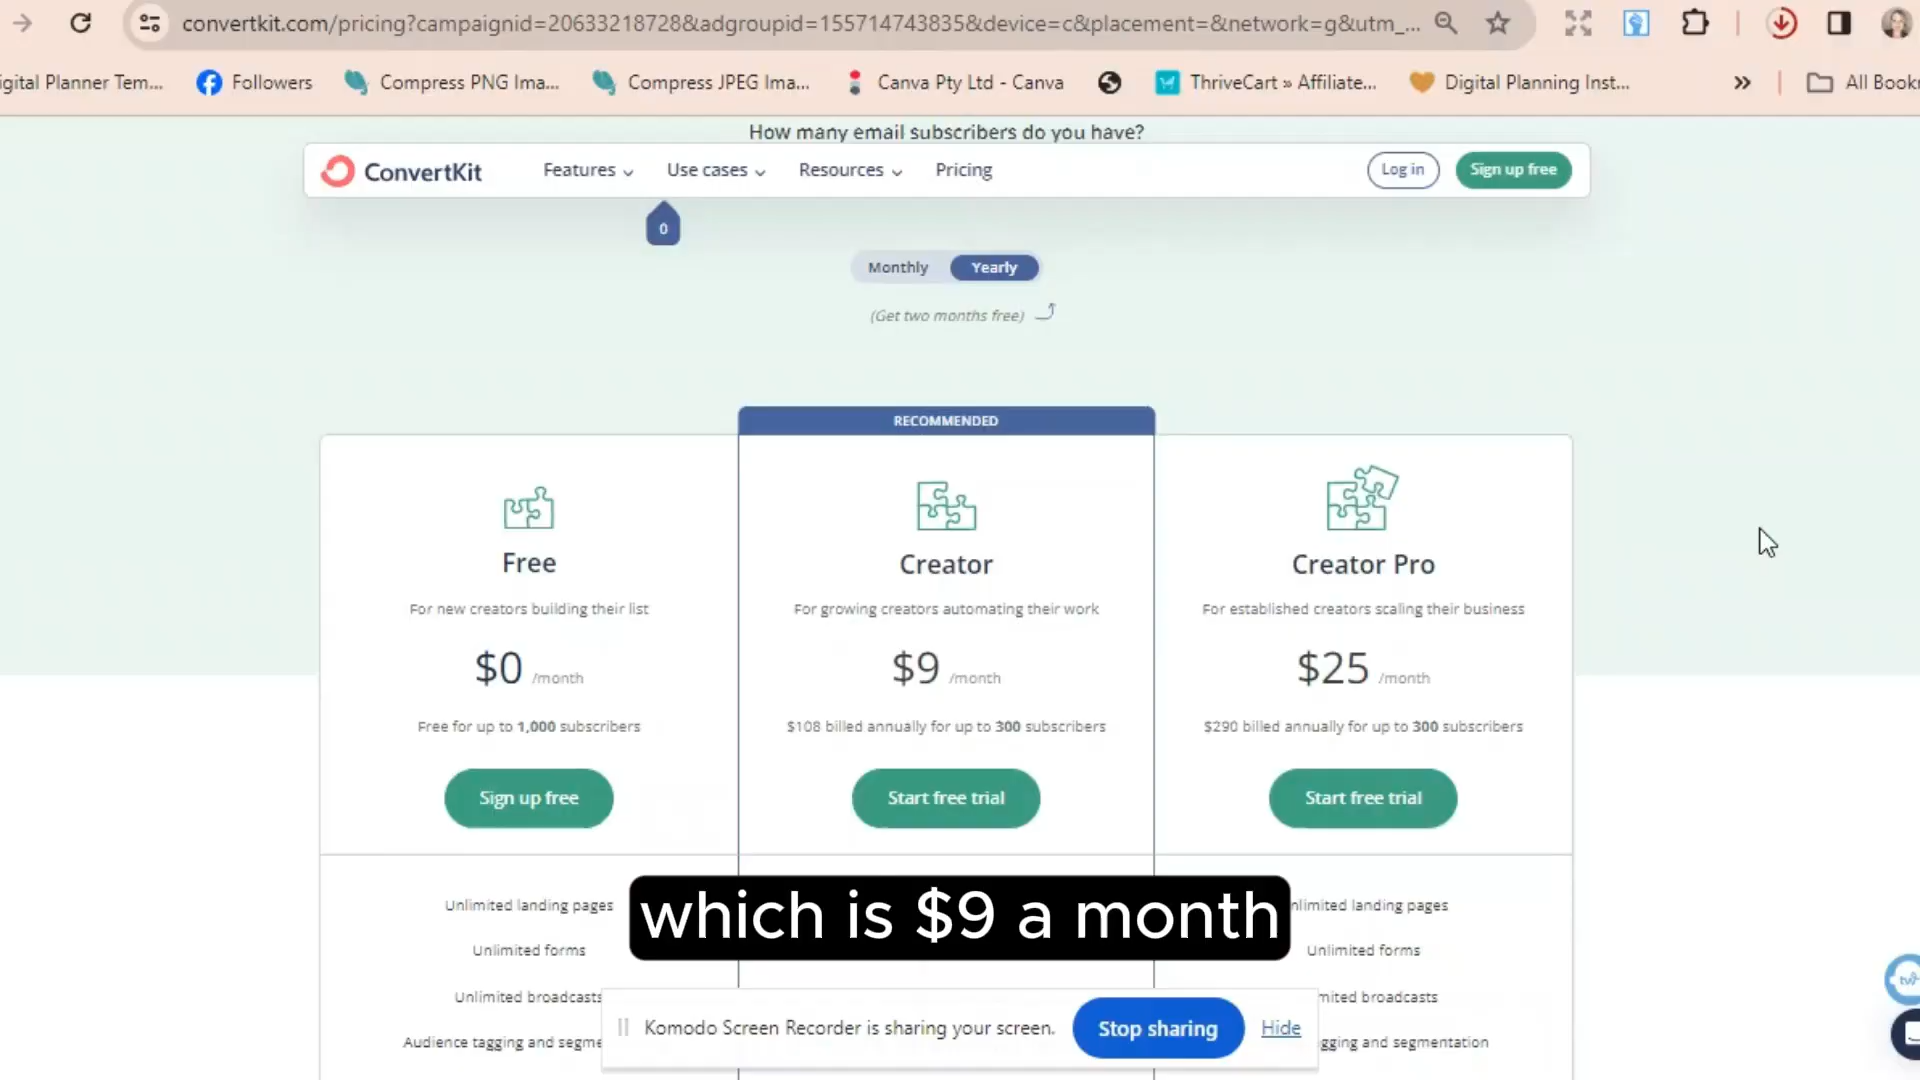 convertkit.com/pricing?campaignid=20633218728&adgroupid=155714743835&device=c&placement=&network=g&utm_...
igital Planner Tem... Followers Compress PNG Ima... Compress JPEG Ima... Canva Pty Ltd - Canva ThriveCart » Affiliate... Digital Planning Inst... » All Bookr
How many email subscribers do you have?
ConvertKit Features Use cases Resources Pricing Log in Sign up free
0
Monthly Yearly
(Get two months free)
RECOMMENDED
Free Creator Creator Pro
For new creators building their list For growing creators automating their work For established creators scaling their business
$0 /month $9 /month $25 /month
Free for up to 1,000 subscribers $108 billed annually for up to 300 subscribers $290 billed annually for up to 300 subscribers
Sign up free Start free trial Start free trial
Unlimited landing pages nlimited landing pages
which is $9 a month
Unlimited forms Unlimited forms
Unlimited broadcasts mited broadcasts
Komodo Screen Recorder is sharing your screen. Stop sharing Hide
Audience tagging and segme gging and segmentation